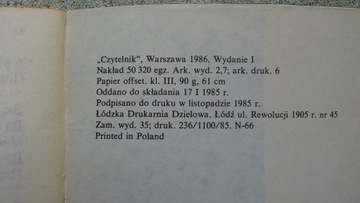 „Czytelnik“, Warszawa 1986. Wydanie I
Nakład 50 320 egz. Ark. wyd. 2,7; ark. druk. 6
Papier offset. kl. III, 90 g, 61 cm
Oddano do składania 17 I 1985 r.
Podpisano do druku w listopadzie 1985 r.
Łódzka Drukarnia Dziełowa. Łódź ul. Rewolucji 1905 r. nr 45
Zam. wyd. 35; druk. 236/1100/85. N-66
Printed in Poland